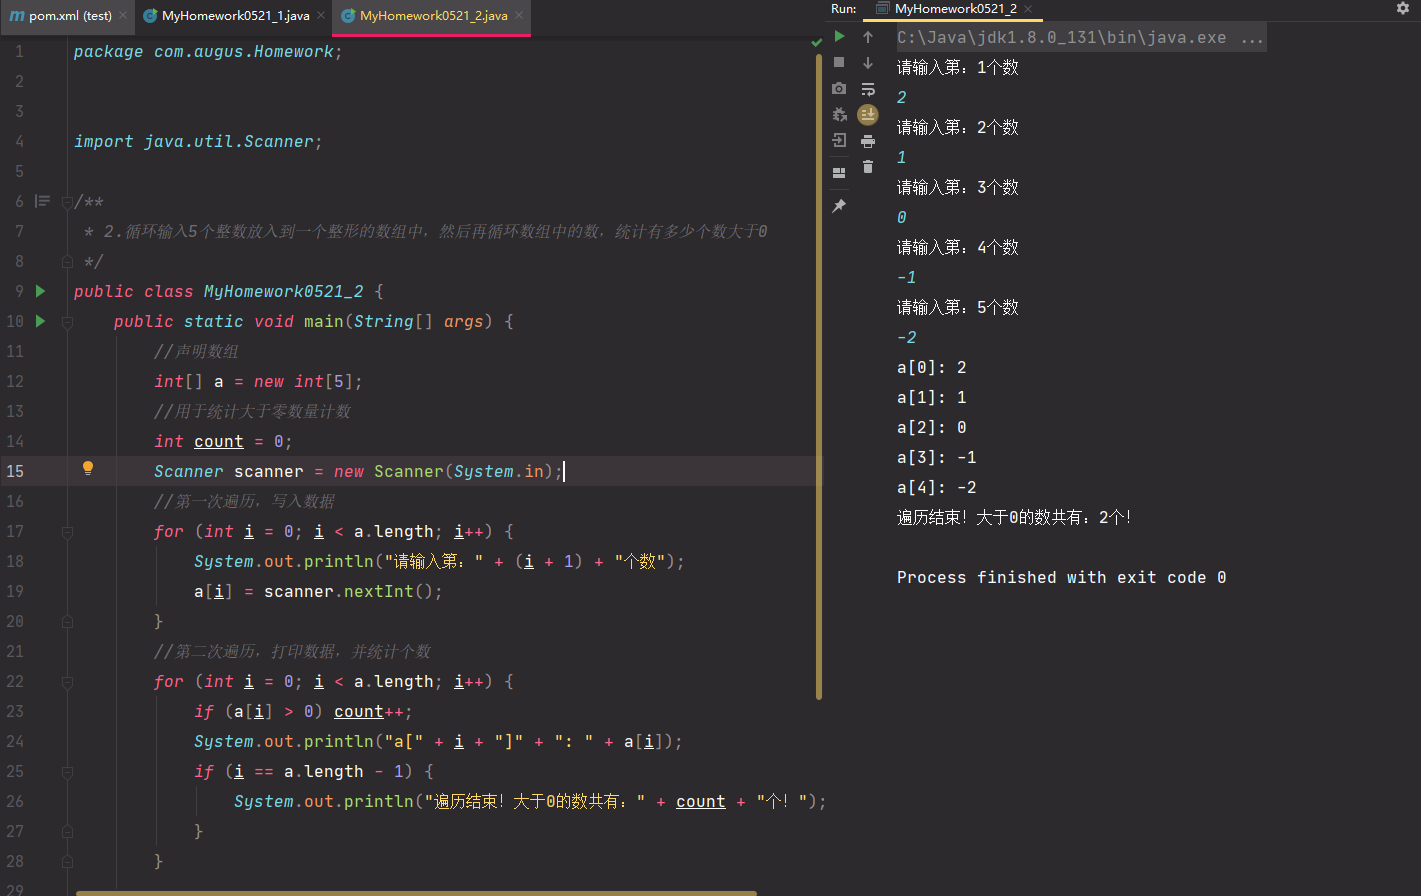 pom.xml (test)
MyHomework0521_1.java
MyHomework0521_2.java
1 package com.augus.Homework;
2
3
4 import java.util.Scanner;
5
6 /**
7 * 2.循环输入5个整数放入到一个整形的数组中，然后再循环数组中的数，统计有多少个数大于0
8 */
9 public class MyHomework0521_2 {
10 public static void main(String[] args) {
11 //声明数组
12 int[] a = new int[5];
13 //用于统计大于零数量计数
14 int count = 0;
15 Scanner scanner = new Scanner(System.in);
16 //第一次遍历，写入数据
17 for (int i = 0; i < a.length; i++) {
18 System.out.println("请输入第：" + (i + 1) + "个数");
19 a[i] = scanner.nextInt();
20 }
21 //第二次遍历，打印数据，并统计个数
22 for (int i = 0; i < a.length; i++) {
23 if (a[i] > 0) count++;
24 System.out.println("a[" + i + "]" + ": " + a[i]);
25 if (i == a.length - 1) {
26 System.out.println("遍历结束！大于0的数共有：" + count + "个！");
27 }
28 }
29
Run: MyHomework0521_2
C:\Java\jdk1.8.0_131\bin\java.exe ...
请输入第：1个数
2
请输入第：2个数
1
请输入第：3个数
0
请输入第：4个数
-1
请输入第：5个数
-2
a[0]: 2
a[1]: 1
a[2]: 0
a[3]: -1
a[4]: -2
遍历结束！大于0的数共有：2个！
Process finished with exit code 0